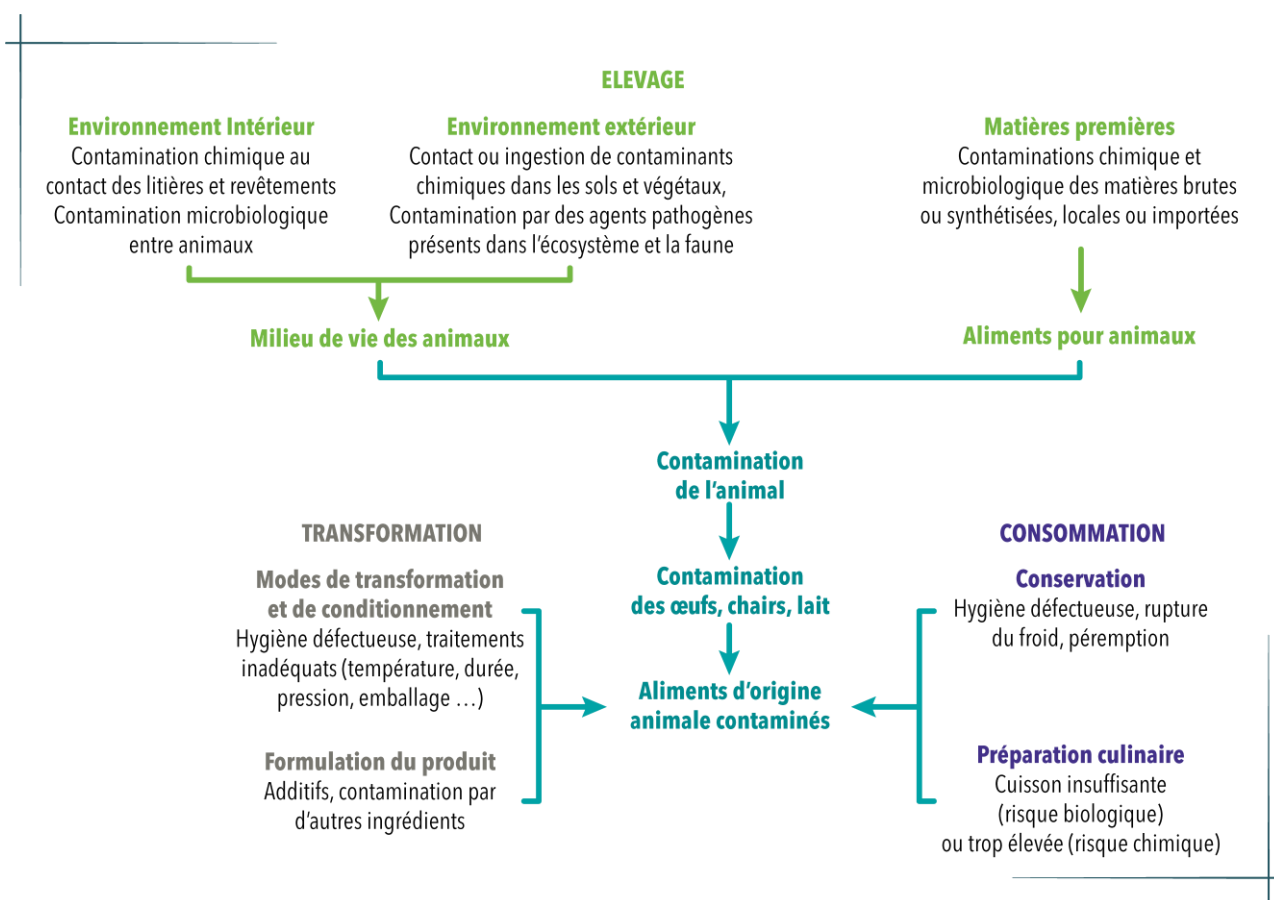 ELEVAGE
Environnement Intérieur
Contamination chimique au
contact des litières et revêtements
Contamination microbiologique
entre animaux
Environnement extérieur
Contact ou ingestion de contaminants
chimiques dans les sols et végétaux,
Contamination par des agents pathogènes
présents dans l'écosystème et la faune
Matières premières
Contaminations chimique et
microbiologique des matières brutes
ou synthétisées, locales ou importées
Milieu de vie des animaux
Aliments pour animaux
Contamination
de l'animal
Contamination
des œufs, chairs, lait
Aliments d'origine
animale contaminés
TRANSFORMATION
Modes de transformation
et de conditionnement
Hygiène défectueuse, traitements
inadéquats (température, durée,
pression, emballage …)
Formulation du produit
Additifs, contamination par
d'autres ingrédients
CONSOMMATION
Conservation
Hygiène défectueuse, rupture
du froid, péremption
Préparation culinaire
Cuisson insuffisante
(risque biologique)
ou trop élevée (risque chimique)